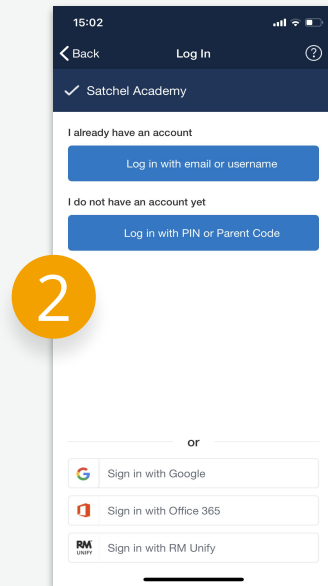 15:02
Back Log In ?
Satchel Academy
I already have an account
Log in with email or username
I do not have an account yet
Log in with PIN or Parent Code
2
or
G Sign in with Google
Sign in with Office 365
RM UNIFY Sign in with RM Unify